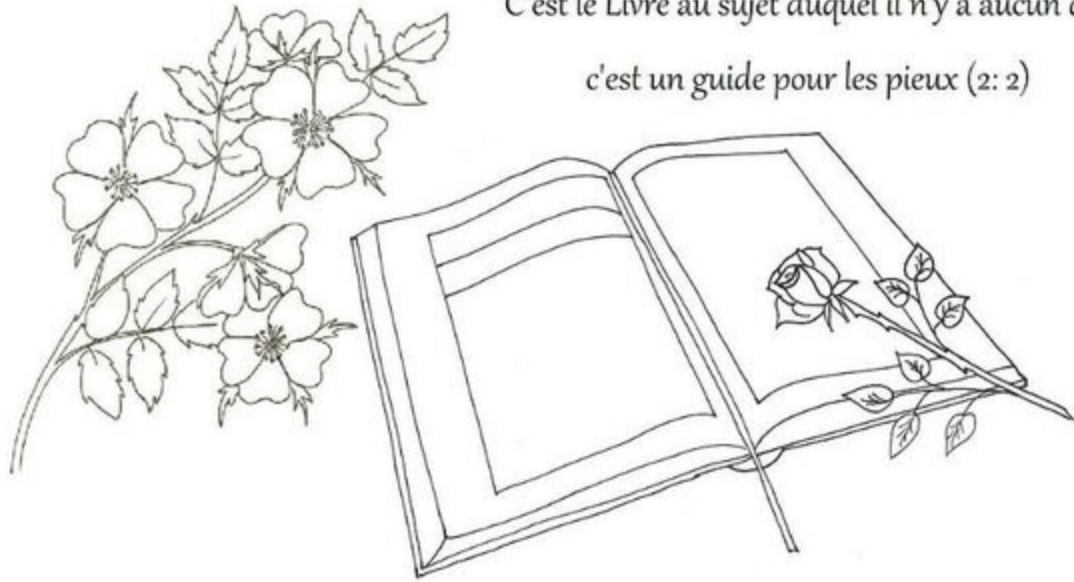 C'est le Livre au sujet duquel il n'y a aucun
c'est un guide pour les pieux (2: 2)